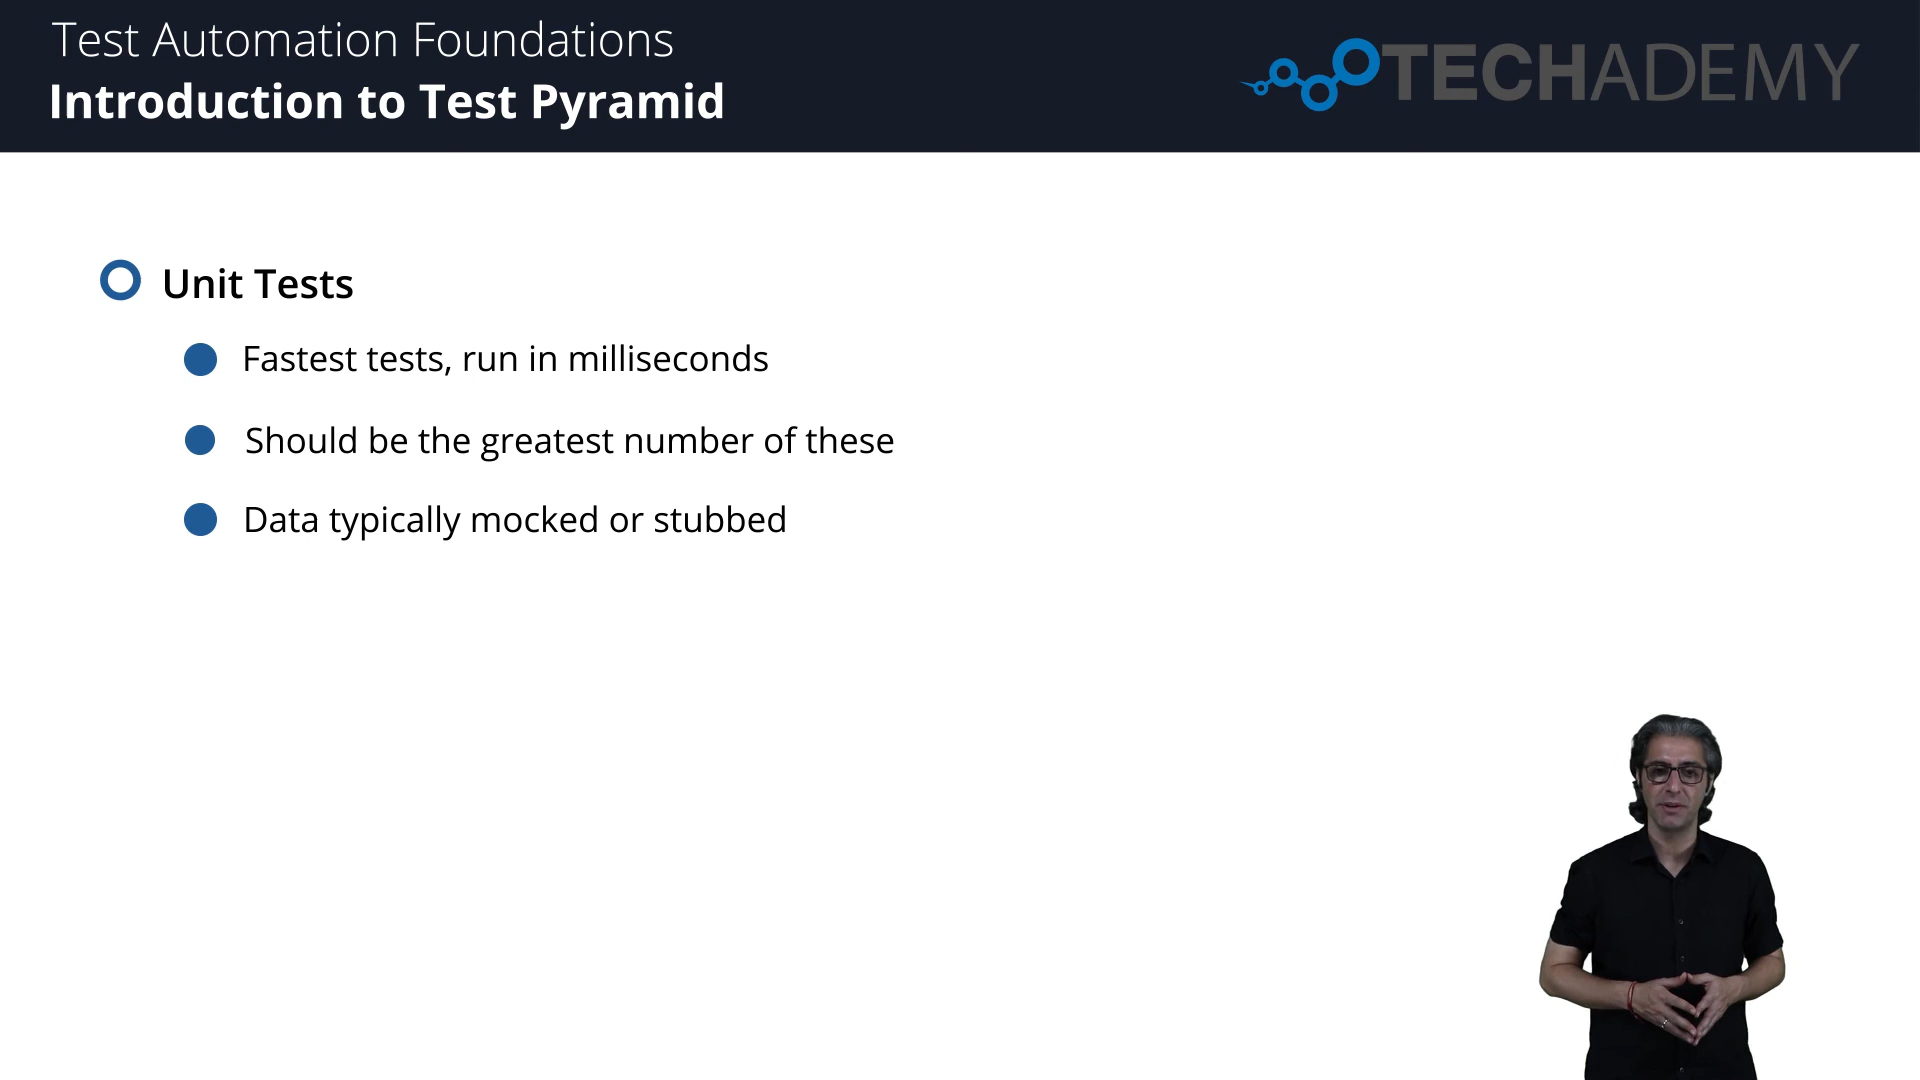 Test Automation Foundations
Introduction to Test Pyramid
TECHADEMY
Unit Tests
Fastest tests, run in milliseconds
Should be the greatest number of these
Data typically mocked or stubbed